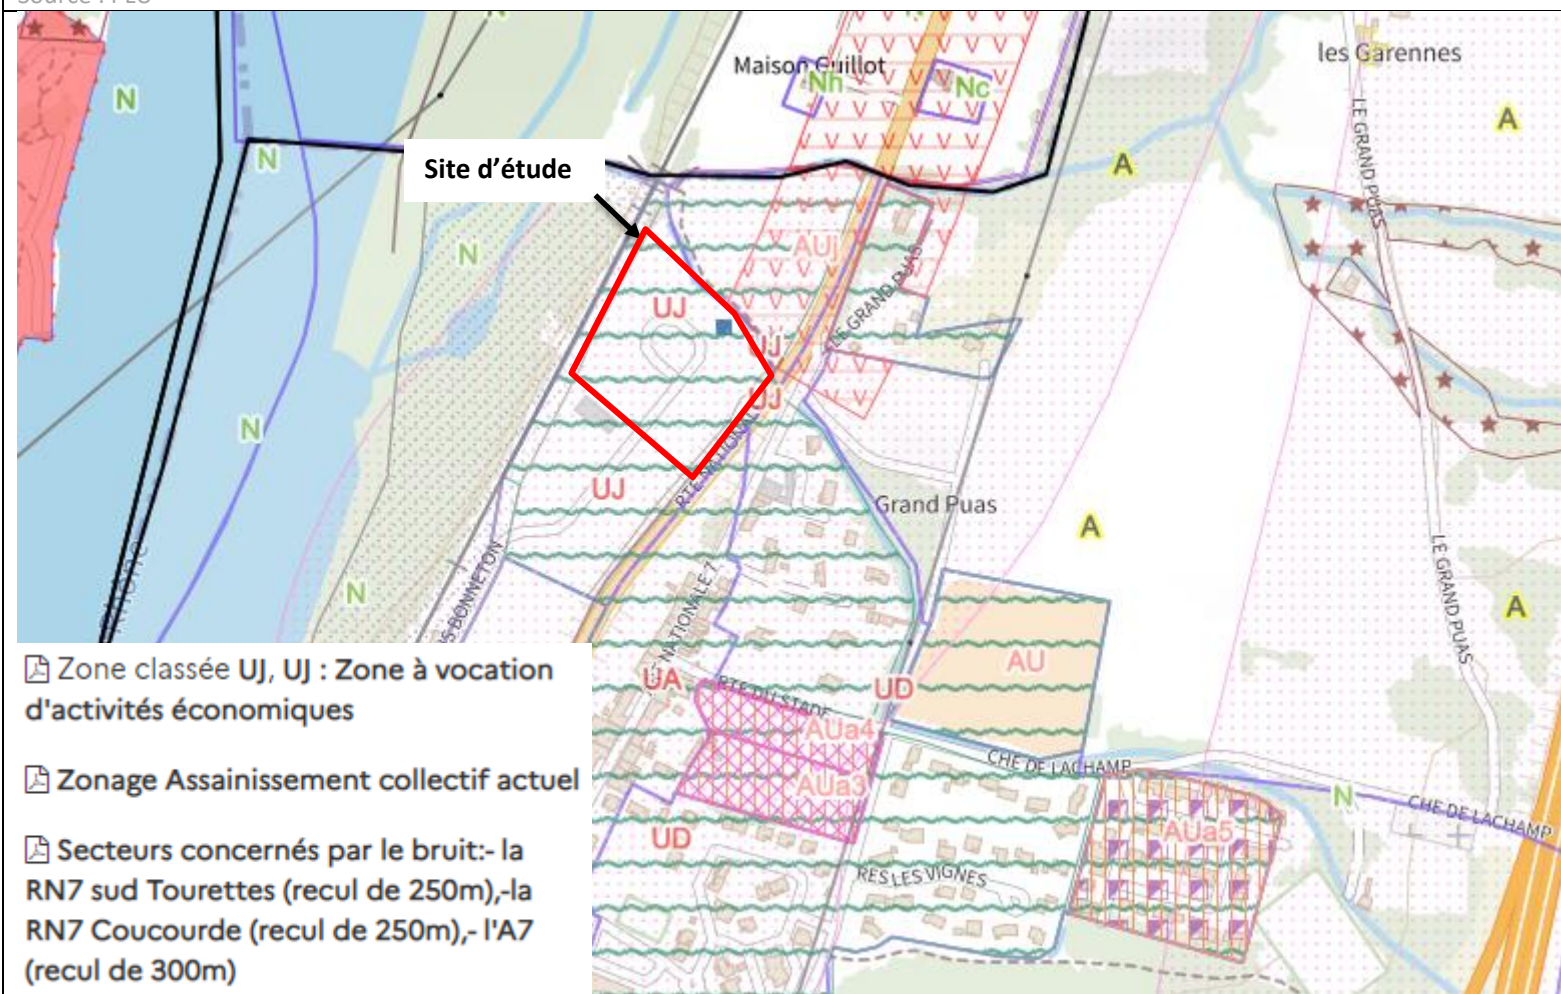 Maison Guillot
les Garennes
N
Nh
Nc
A
N
Site d'étude
A
LE GRAND PUAS
N
AUj
UJ
LE GRAND PUAS
UJ
UJ
N
RTE NATIONAL
UJ
Grand Puas
A
LE GRAND PUAS
BONNETON
N
NATIONALE 7
A
AU
UA
RTE DU STADE
UD
AUa4
CHE DE LACHAMP
AUa3
N
CHE DE LACHAMP
UD
AUa5
RES LES VIGNES
Zone classée UJ, UJ : Zone à vocation
d'activités économiques
Zonage Assainissement collectif actuel
Secteurs concernés par le bruit:- la
RN7 sud Tourettes (recul de 250m),-la
RN7 Coucourde (recul de 250m),- l'A7
(recul de 300m)